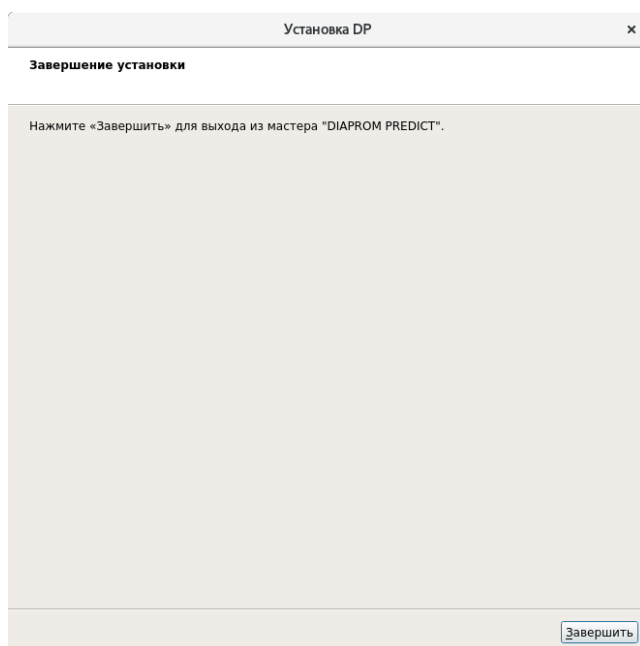 Установка DP
Завершение установки
Нажмите «Завершить» для выхода из мастера "DIAPROM PREDICT".
Завершить